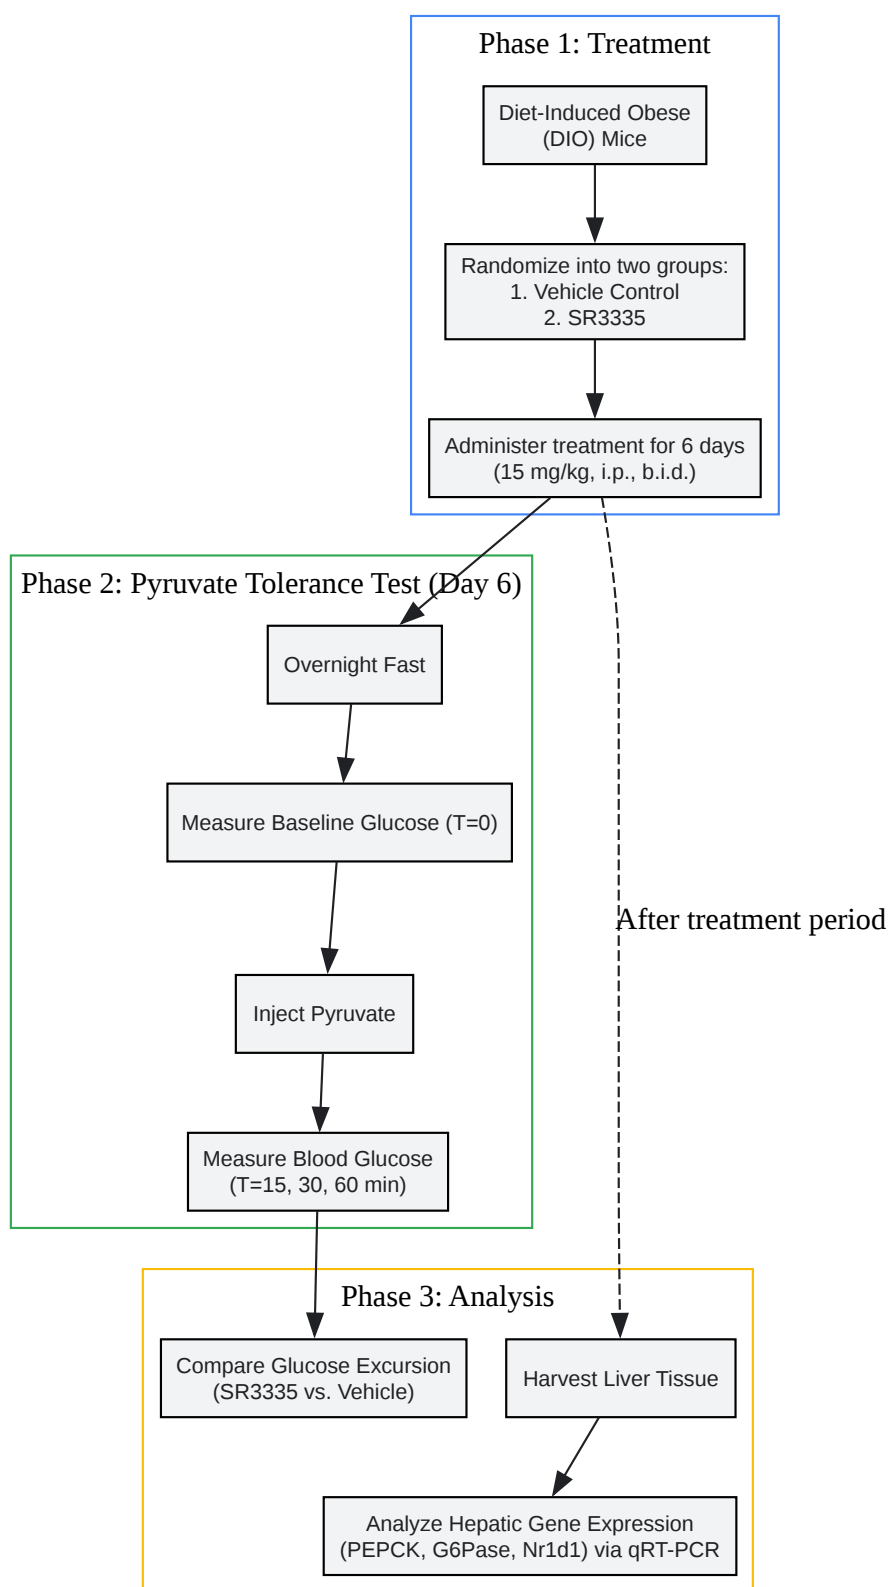 Phase 1: Treatment
Diet-Induced Obese
(DIO) Mice
Randomize into two groups:
1. Vehicle Control
2. SR3335
Administer treatment for 6 days
(15 mg/kg, i.p., b.i.d.)
Phase 2: Pyruvate Tolerance Test (Day 6)
Overnight Fast
Measure Baseline Glucose (T=0)
After treatment period
Inject Pyruvate
Measure Blood Glucose
(T=15, 30, 60 min)
Phase 3: Analysis
Compare Glucose Excursion
(SR3335 vs. Vehicle)
Harvest Liver Tissue
Analyze Hepatic Gene Expression
(PEPCK, G6Pase, Nr1d1) via qRT-PCR